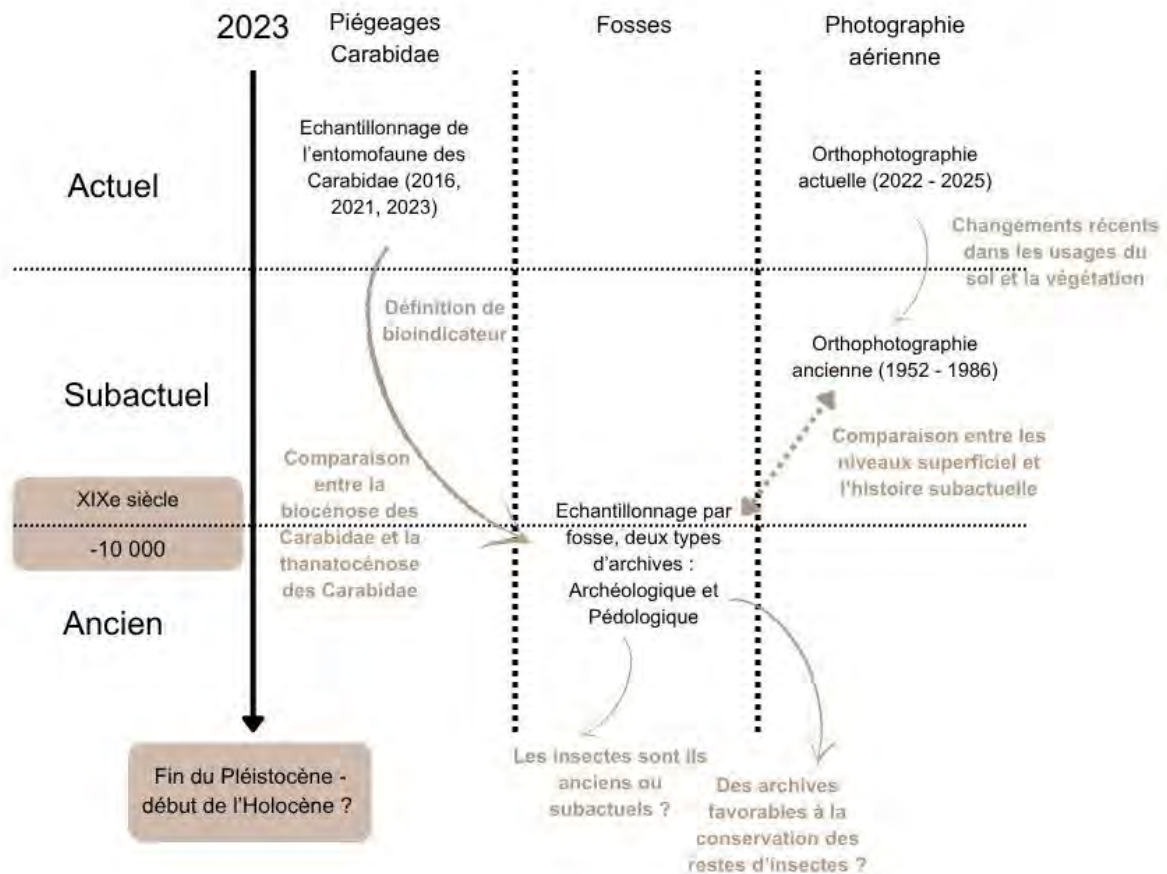 2023
Piégeages
Carabidae
Fosses
Photographie
aérienne
Actuel
Echantillonnage de
l'entomofaune des
Carabidae (2016,
2021, 2023)
Orthophotographie
actuelle (2022 - 2025)
Changements récents
dans les usages du
sol et la végétation
Définition de
bioindicateur
Orthophotographie
ancienne (1952 - 1986)
Subactuel
Comparaison
entre la
biocénose des
Carabidae et la
thanatocénose
des Carabidae
Comparaison entre les
niveaux superficiel et
l'histoire subactuelle
XIXe siècle
-10 000
Echantillonnage par
fosse, deux types
d'archives :
Archéologique et
Pédologique
Ancien
Les insectes sont ils
anciens ou
subactuels ?
Des archives
favorables à la
conservation des
restes d'insectes ?
Fin du Pléistocène -
début de l'Holocène ?